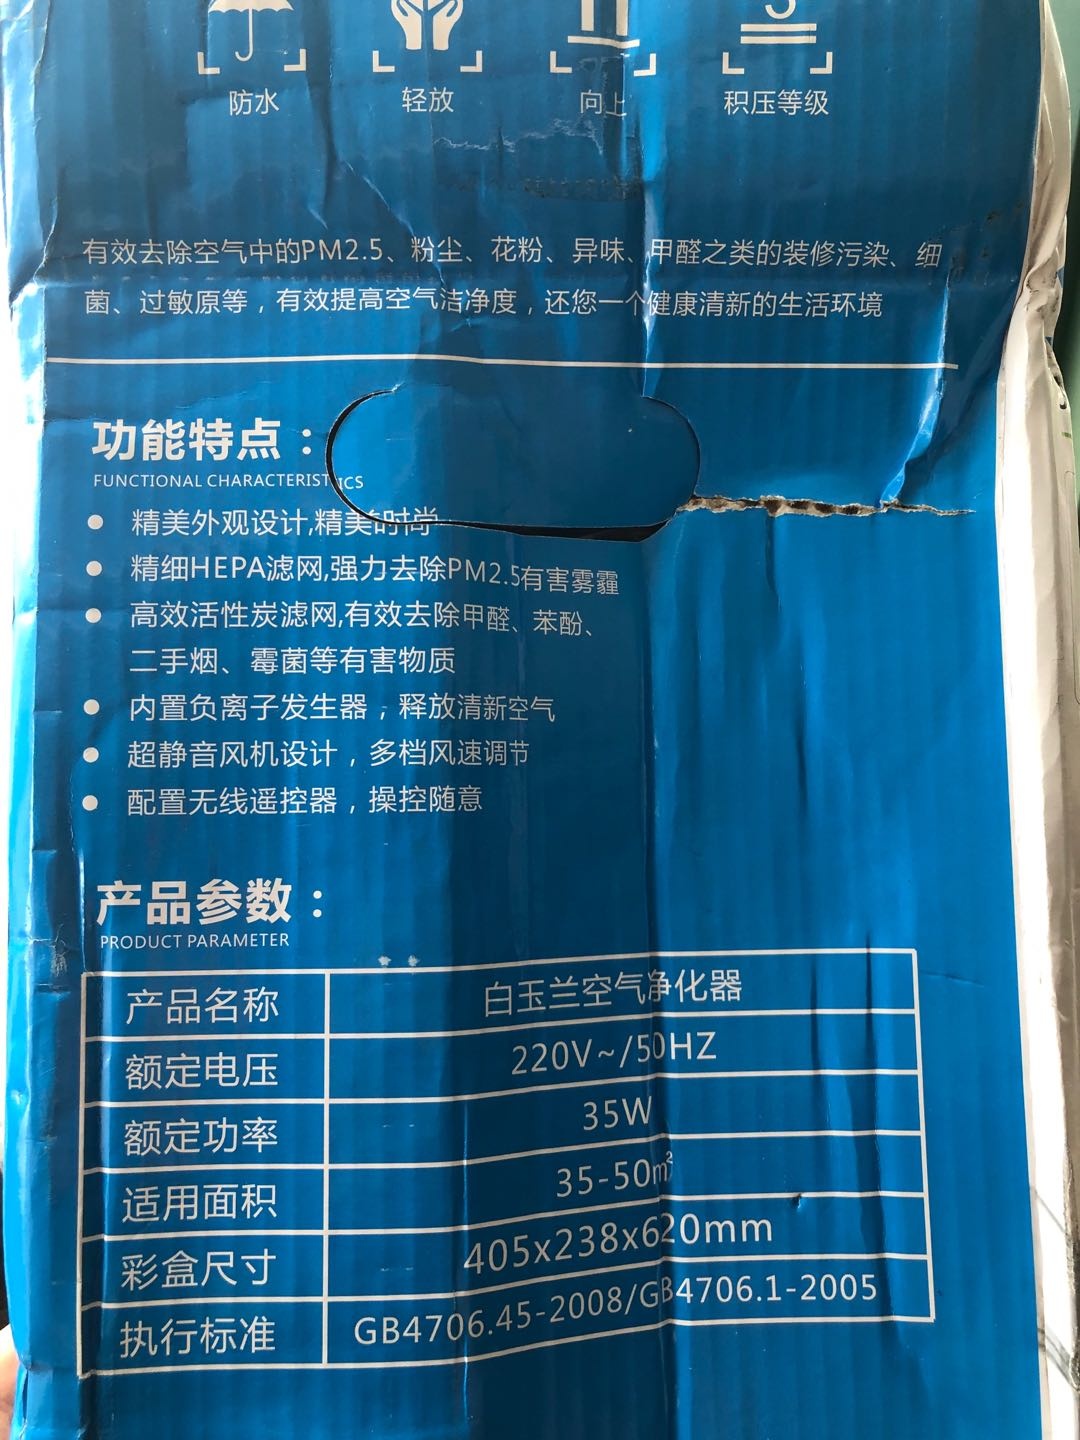 防水 轻放 向上 积压等级
有效去除空气中的PM2.5、粉尘、花粉、异味、甲醛之类的装修污染、细
菌、过敏原等，有效提高空气洁净度，还您一个健康清新的生活环境
功能特点：
FUNCTIONAL CHARACTERISTICS
● 精美外观设计,精美时尚
● 精细HEPA滤网,强力去除PM2.5有害雾霾
● 高效活性炭滤网,有效去除甲醛、苯酚、
二手烟、霉菌等有害物质
● 内置负离子发生器，释放清新空气
● 超静音风机设计，多档风速调节
● 配置无线遥控器，操控随意
产品参数：
PRODUCT PARAMETER
产品名称 白玉兰空气净化器
额定电压 220V~/50HZ
额定功率 35W
适用面积 35-50m²
彩盒尺寸 405x238x620mm
执行标准 GB4706.45-2008/GB4706.1-2005